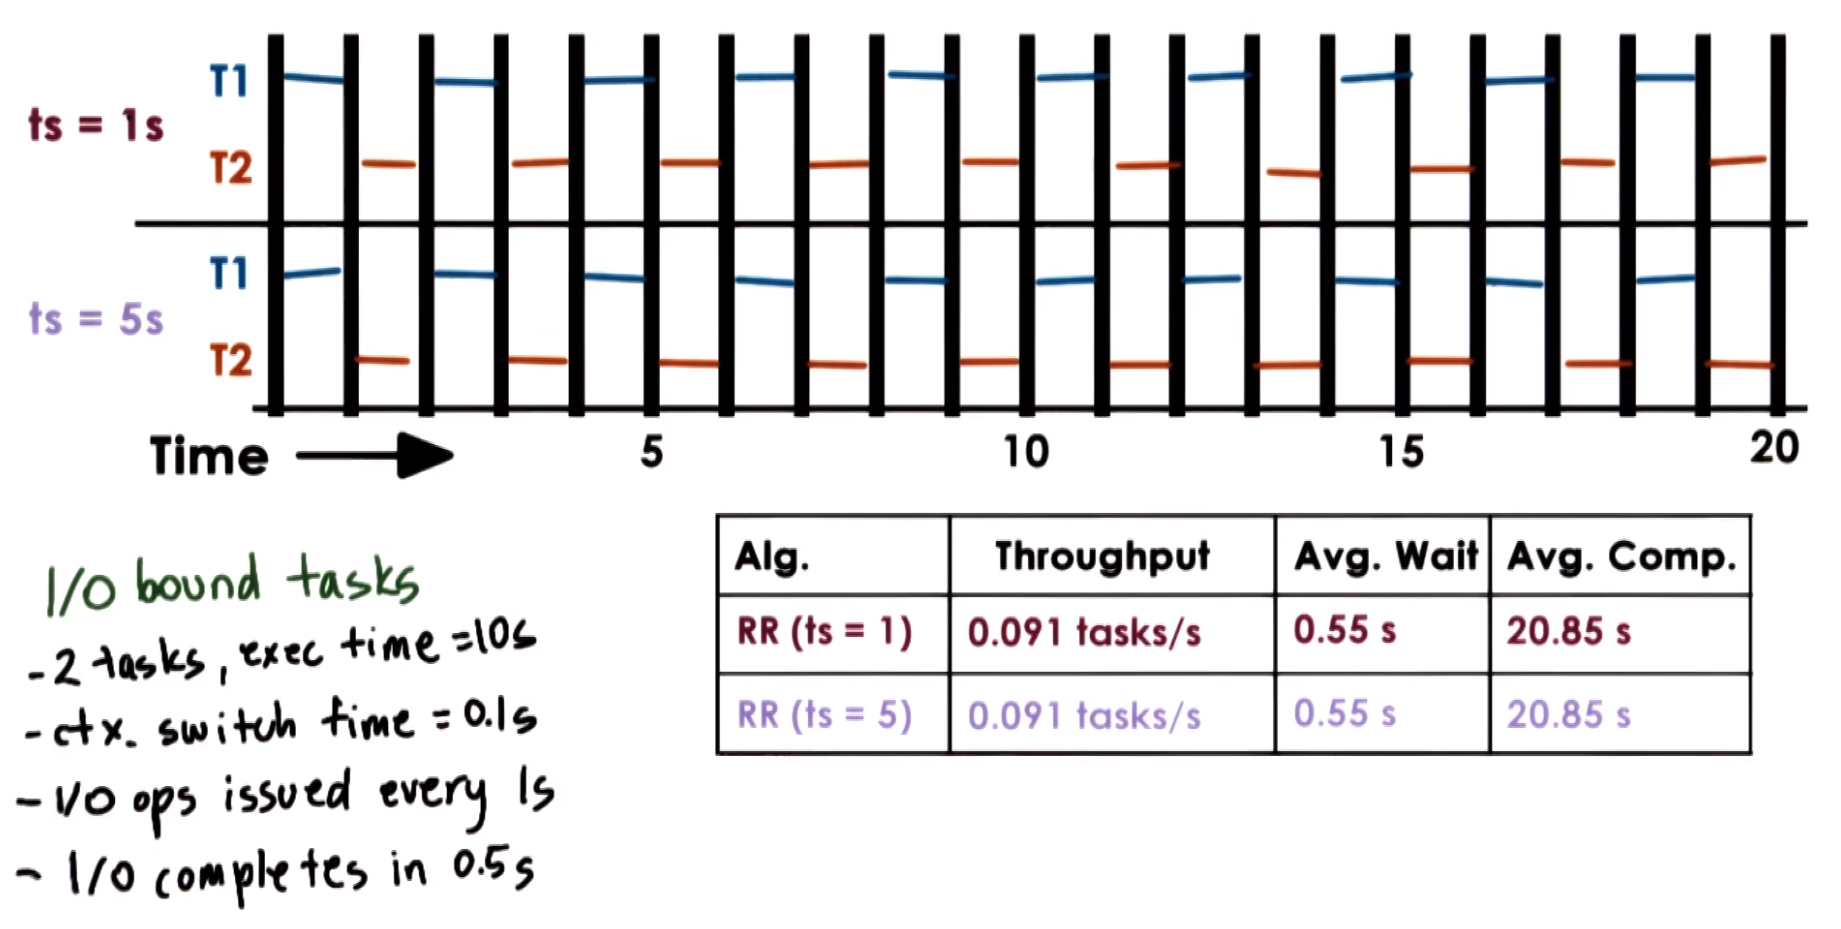 T1
ts = 1s
T2
T1
ts = 5s
T2
Time 5 10 15 20
I/O bound tasks
- 2 tasks, exec time = 10s
- ctx. switch time = 0.1s
- I/O ops issued every 1s
- I/O completes in 0.5s
Alg. Throughput Avg. Wait Avg. Comp.
RR (ts = 1) 0.091 tasks/s 0.55 s 20.85 s
RR (ts = 5) 0.091 tasks/s 0.55 s 20.85 s